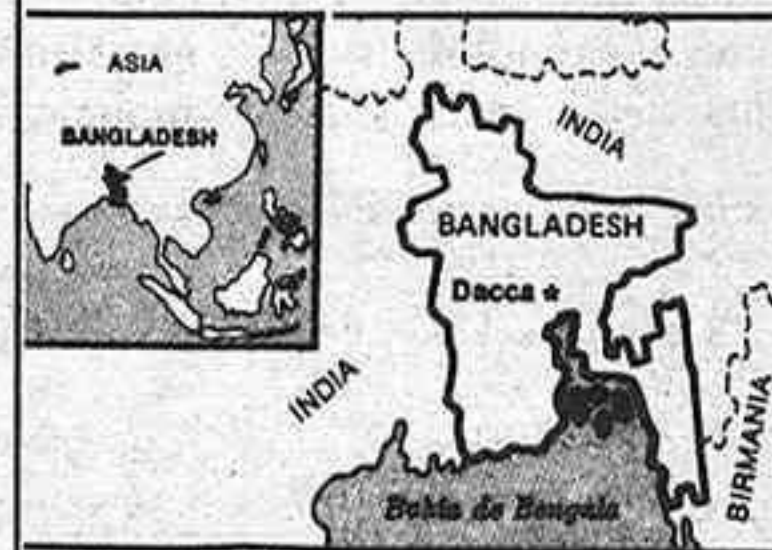 ASIA
BANGLADESH
INDIA
BANGLADESH
Dacca
INDIA
BIRMANIA
Bahía de Bengala